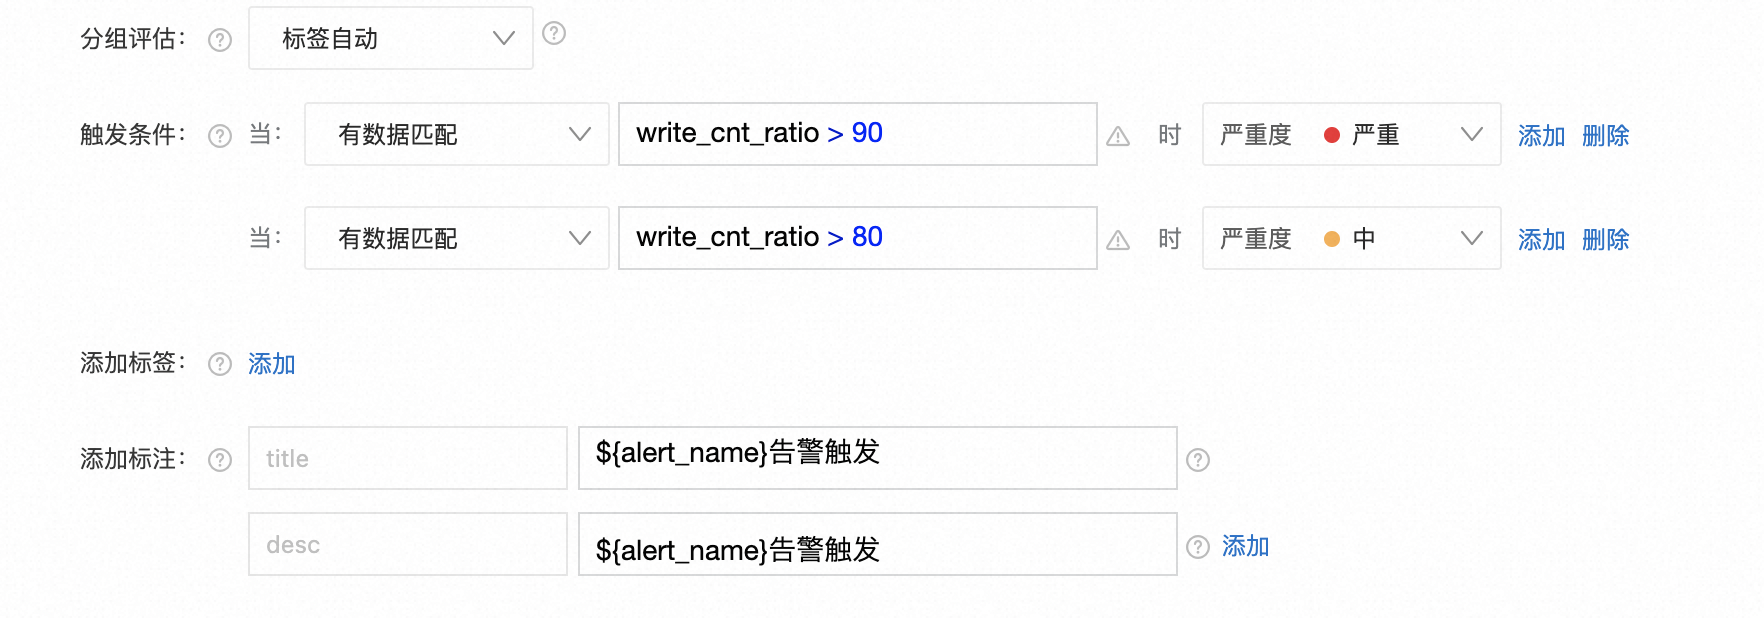 分组评估： 标签自动
触发条件： 当： 有数据匹配 write_cnt_ratio > 90 时 严重度 严重 添加 删除
当： 有数据匹配 write_cnt_ratio > 80 时 严重度 中 添加 删除
添加标签： 添加
添加标注： title ${alert_name}告警触发
desc ${alert_name}告警触发 添加